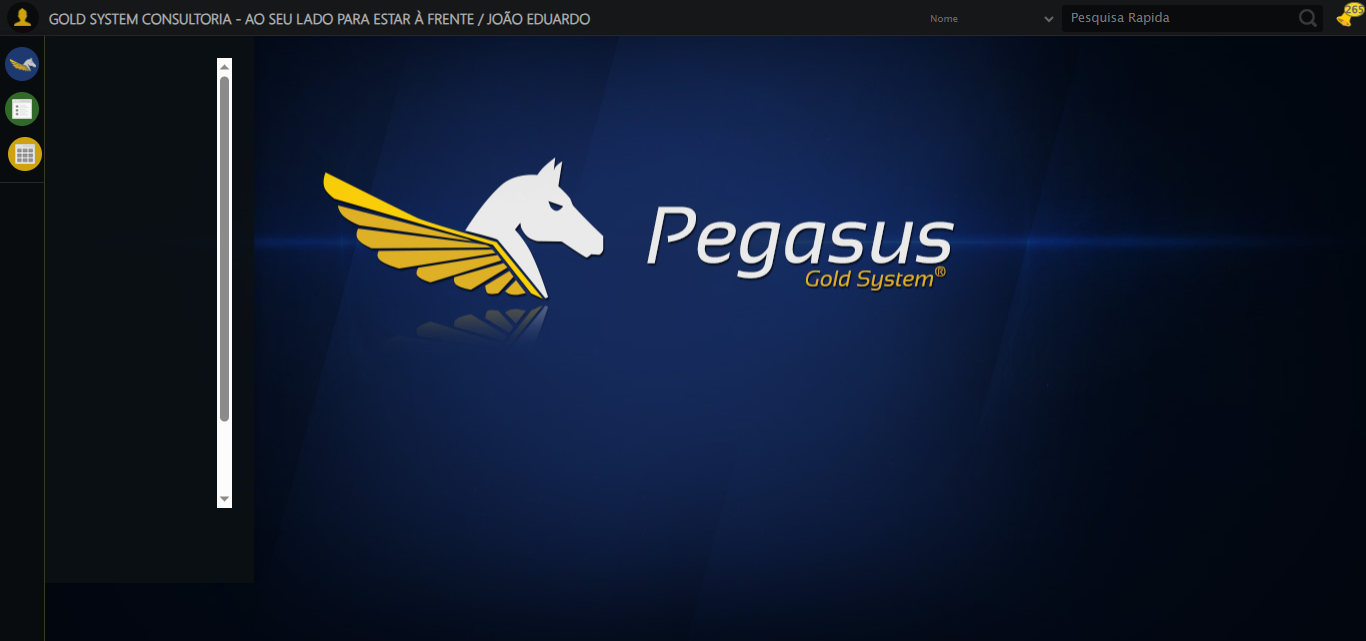 GOLD SYSTEM CONSULTORIA - AO SEU LADO PARA ESTAR À FRENTE / JOÃO EDUARDO
Nome
Pesquisa Rapida
265
Pegasus
Gold System®